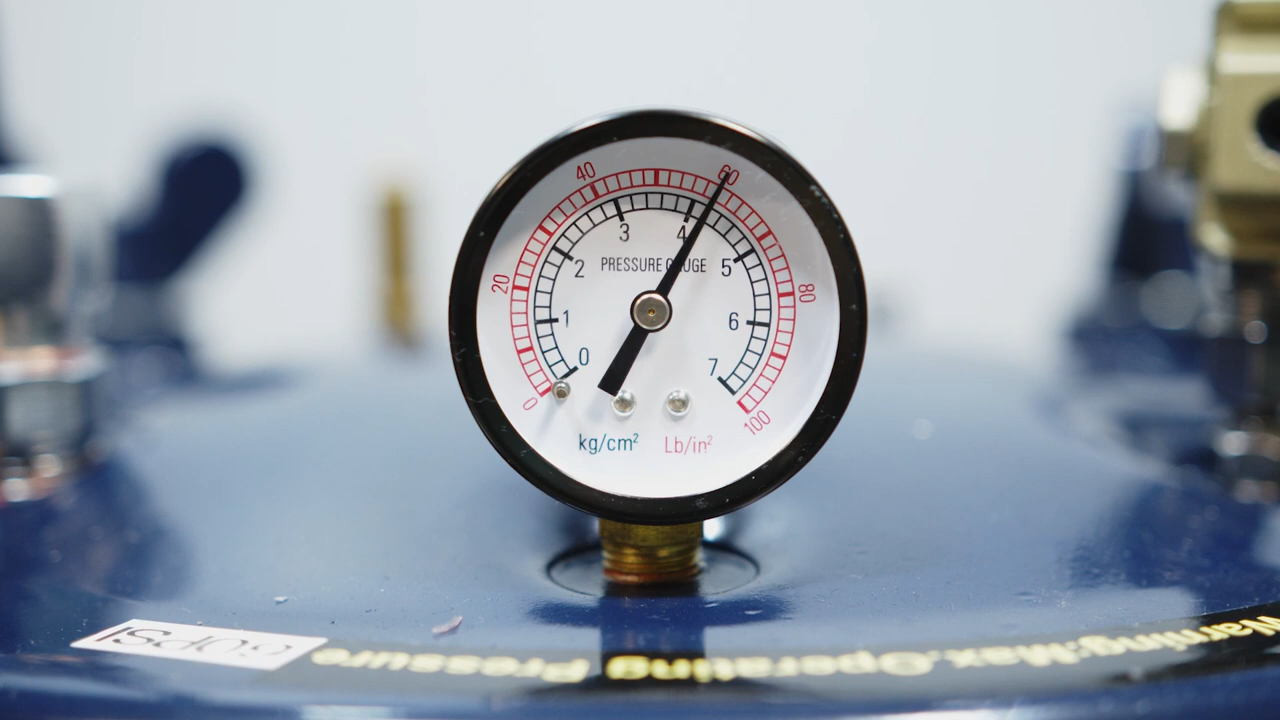 40 60
3 4
2 PRESSURE GAUGE 5
20 80
1 6
0 7
0 100
kg/cm² Lb/in²
Warning:Max.Operating Pressure 60PSI